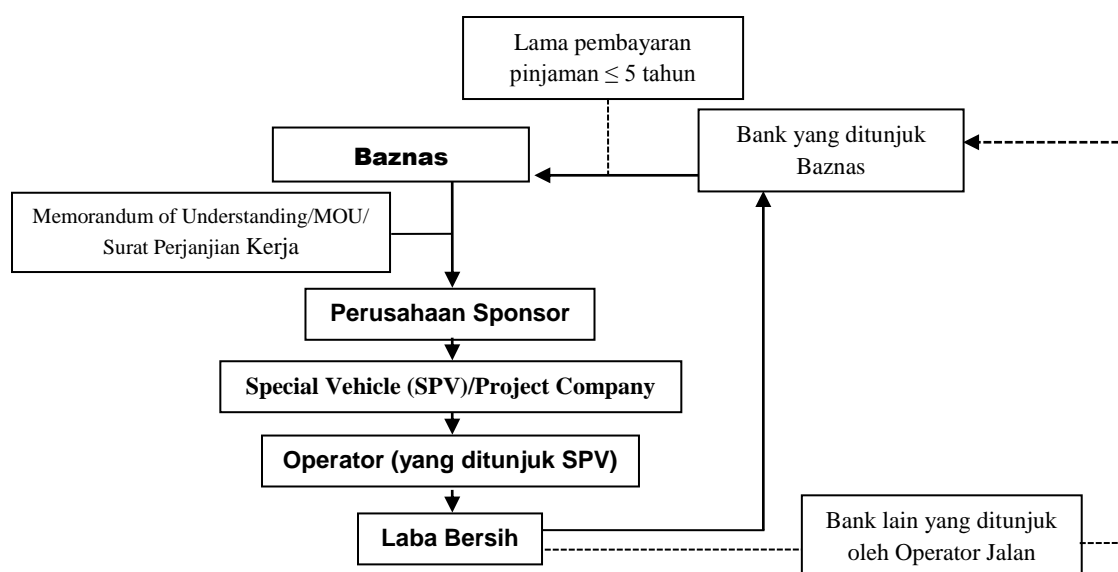 Lama pembayaran
pinjaman ≤ 5 tahun
Bank yang ditunjuk
Baznas
Baznas
Memorandum of Understanding/MOU/
Surat Perjanjian Kerja
Perusahaan Sponsor
Special Vehicle (SPV)/Project Company
Operator (yang ditunjuk SPV)
Laba Bersih
Bank lain yang ditunjuk
oleh Operator Jalan